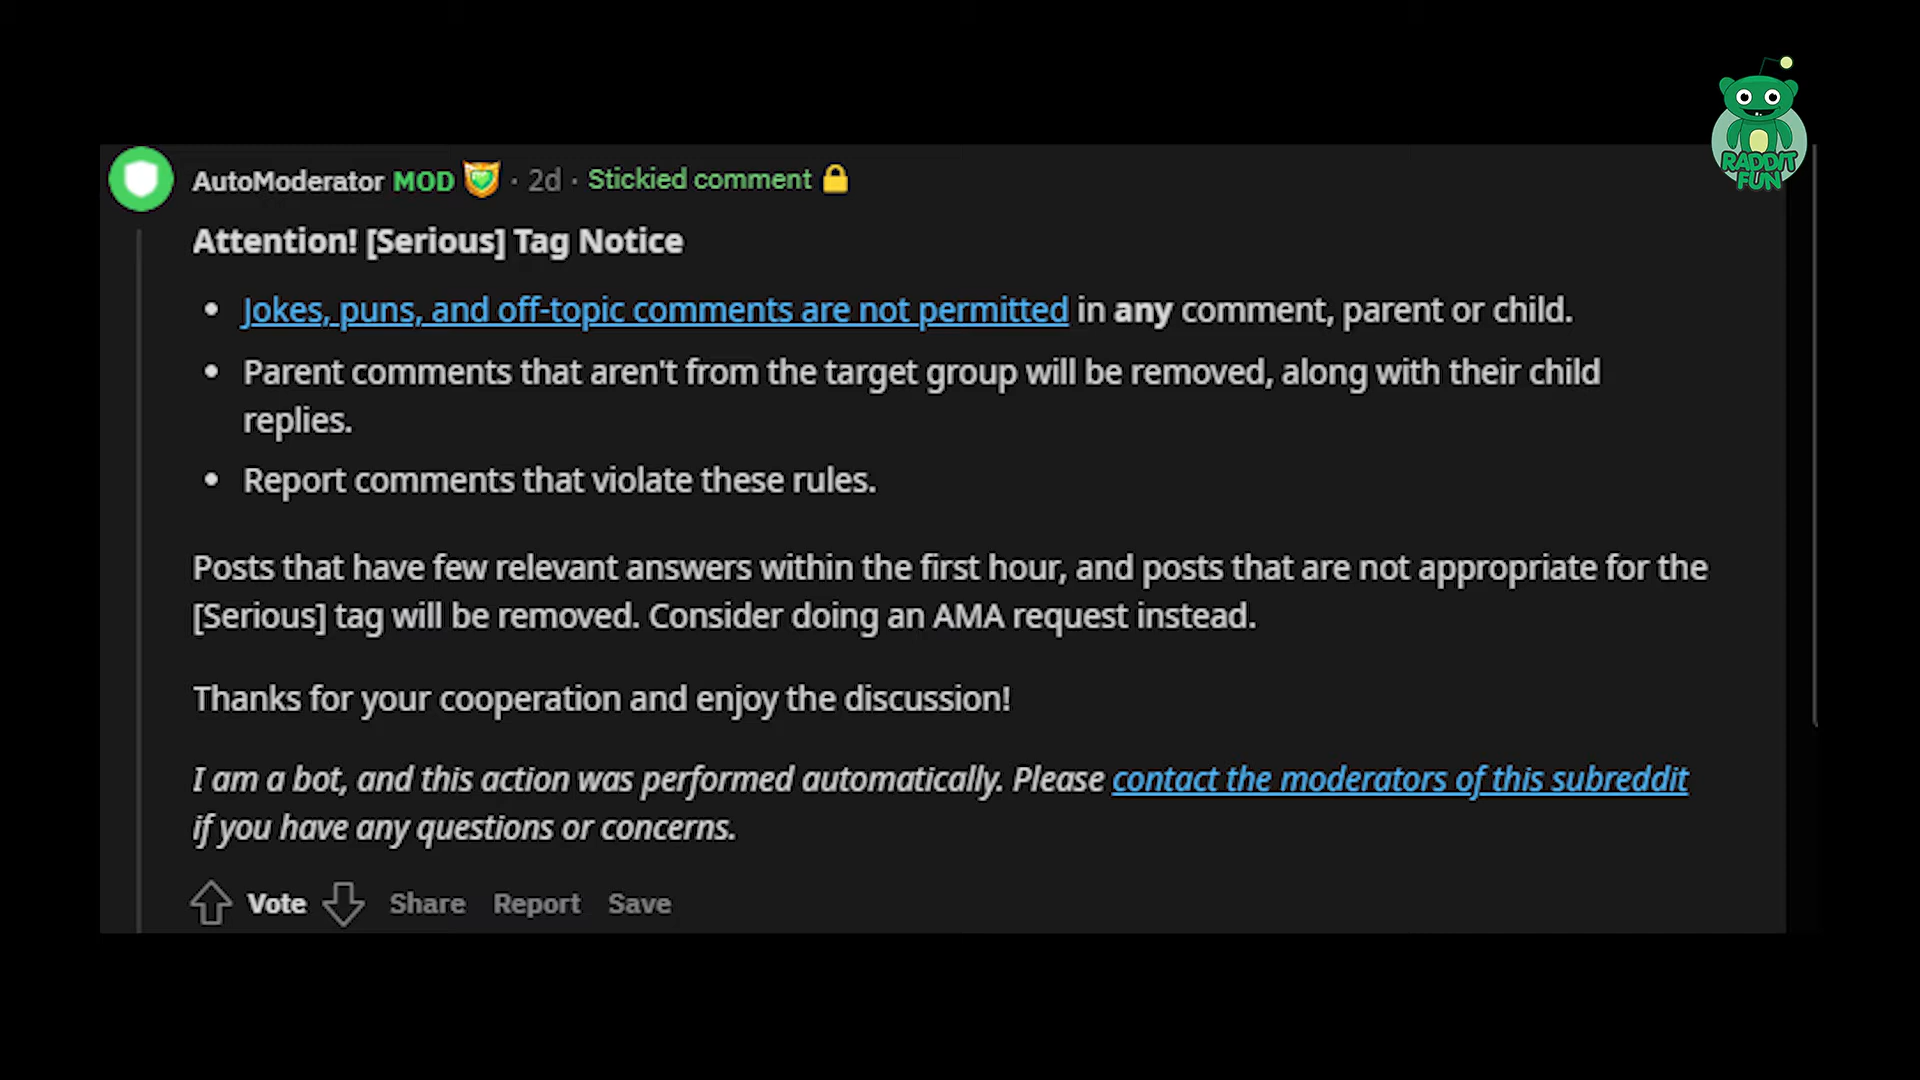 RADDIT
FUN
AutoModerator MOD · 2d · Stickied comment
Attention! [Serious] Tag Notice
• Jokes, puns, and off-topic comments are not permitted in any comment, parent or child.
• Parent comments that aren't from the target group will be removed, along with their child
replies.
• Report comments that violate these rules.
Posts that have few relevant answers within the first hour, and posts that are not appropriate for the
[Serious] tag will be removed. Consider doing an AMA request instead.
Thanks for your cooperation and enjoy the discussion!
I am a bot, and this action was performed automatically. Please contact the moderators of this subreddit
if you have any questions or concerns.
Vote Share Report Save